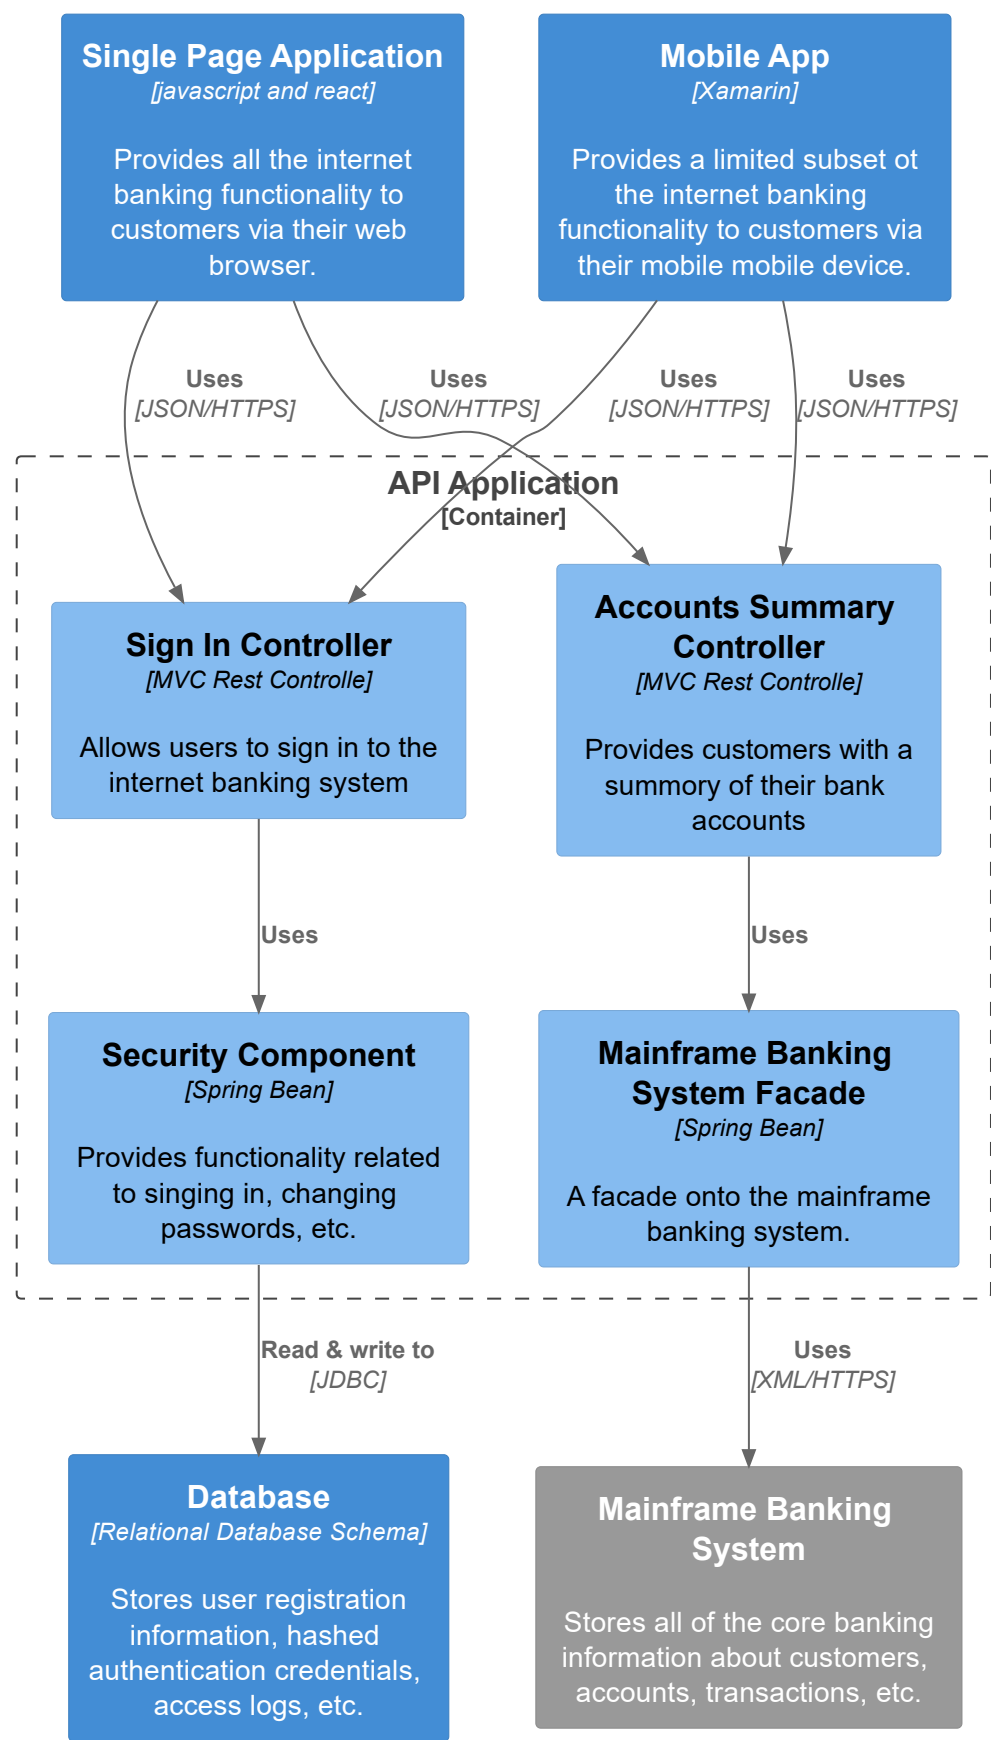 Single Page Application
[javascript and react]
Provides all the internet
banking functionality to
customers via their web
browser.
Mobile App
[Xamarin]
Provides a limited subset ot
the internet banking
functionality to customers via
their mobile mobile device.
Uses
[JSON/HTTPS]
Uses
[JSON/HTTPS]
Uses
[JSON/HTTPS]
Uses
[JSON/HTTPS]
API Application
[Container]
Sign In Controller
[MVC Rest Controlle]
Allows users to sign in to the
internet banking system
Accounts Summary
Controller
[MVC Rest Controlle]
Provides customers with a
summory of their bank
accounts
Uses
Uses
Security Component
[Spring Bean]
Provides functionality related
to singing in, changing
passwords, etc.
Mainframe Banking
System Facade
[Spring Bean]
A facade onto the mainframe
banking system.
Read & write to
[JDBC]
Uses
[XML/HTTPS]
Database
[Relational Database Schema]
Stores user registration
information, hashed
authentication credentials,
access logs, etc.
Mainframe Banking
System
Stores all of the core banking
information about customers,
accounts, transactions, etc.